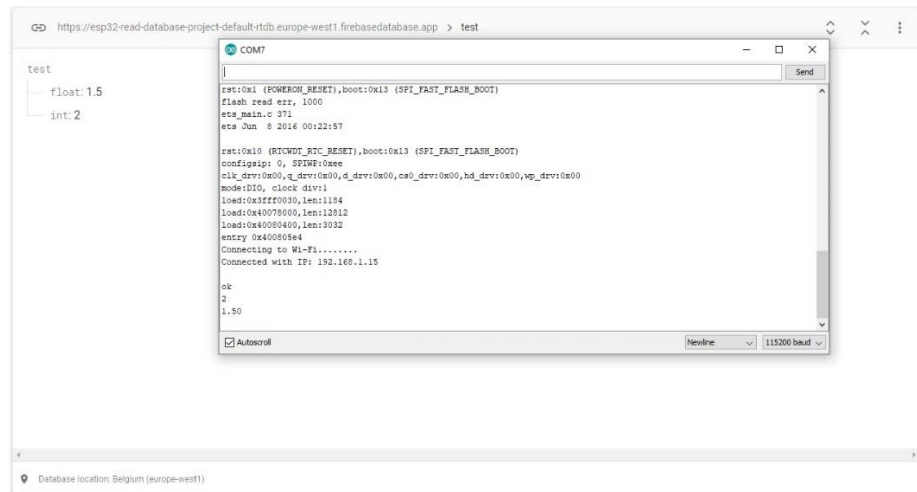 https://esp32-read-database-project-default-rtdb.europe-west1.firebasedatabase.app > test
test
float: 1.5
int: 2
COM7
Send
rst:0x1 (POWERON_RESET),boot:0x13 (SPI_FAST_FLASH_BOOT)
flash read err, 1000
ets_main.c 371
ets Jun  8 2016 00:22:57
rst:0x10 (RTCWDT_RTC_RESET),boot:0x13 (SPI_FAST_FLASH_BOOT)
configsip: 0, SPIWP:0xee
clk_drv:0x00,q_drv:0x00,d_drv:0x00,cs0_drv:0x00,hd_drv:0x00,wp_drv:0x00
mode:DIO, clock div:1
load:0x3fff0030,len:1184
load:0x40078000,len:12812
load:0x40080400,len:3032
entry 0x400805e4
Connecting to Wi-Fi........
Connected with IP: 192.168.1.15
ok
2
1.50
Autoscroll
Newline
115200 baud
Database location: Belgium (europe-west1)